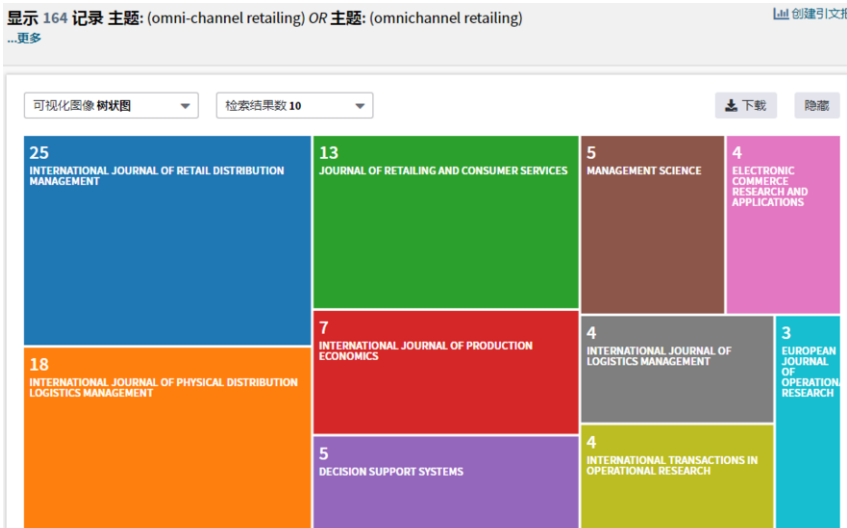 显示 164 记录 主题: (omni-channel retailing) OR 主题: (omnichannel retailing)
创建引文报
...更多
可视化图像 树状图
检索结果数 10
下载
隐藏
25
INTERNATIONAL JOURNAL OF RETAIL DISTRIBUTION
MANAGEMENT
18
INTERNATIONAL JOURNAL OF PHYSICAL DISTRIBUTION
LOGISTICS MANAGEMENT
13
JOURNAL OF RETAILING AND CONSUMER SERVICES
7
INTERNATIONAL JOURNAL OF PRODUCTION
ECONOMICS
5
DECISION SUPPORT SYSTEMS
5
MANAGEMENT SCIENCE
4
ELECTRONIC
COMMERCE
RESEARCH AND
APPLICATIONS
4
INTERNATIONAL JOURNAL OF
LOGISTICS MANAGEMENT
4
INTERNATIONAL TRANSACTIONS IN
OPERATIONAL RESEARCH
3
EUROPEAN
JOURNAL
OF
OPERATIONA
RESEARCH